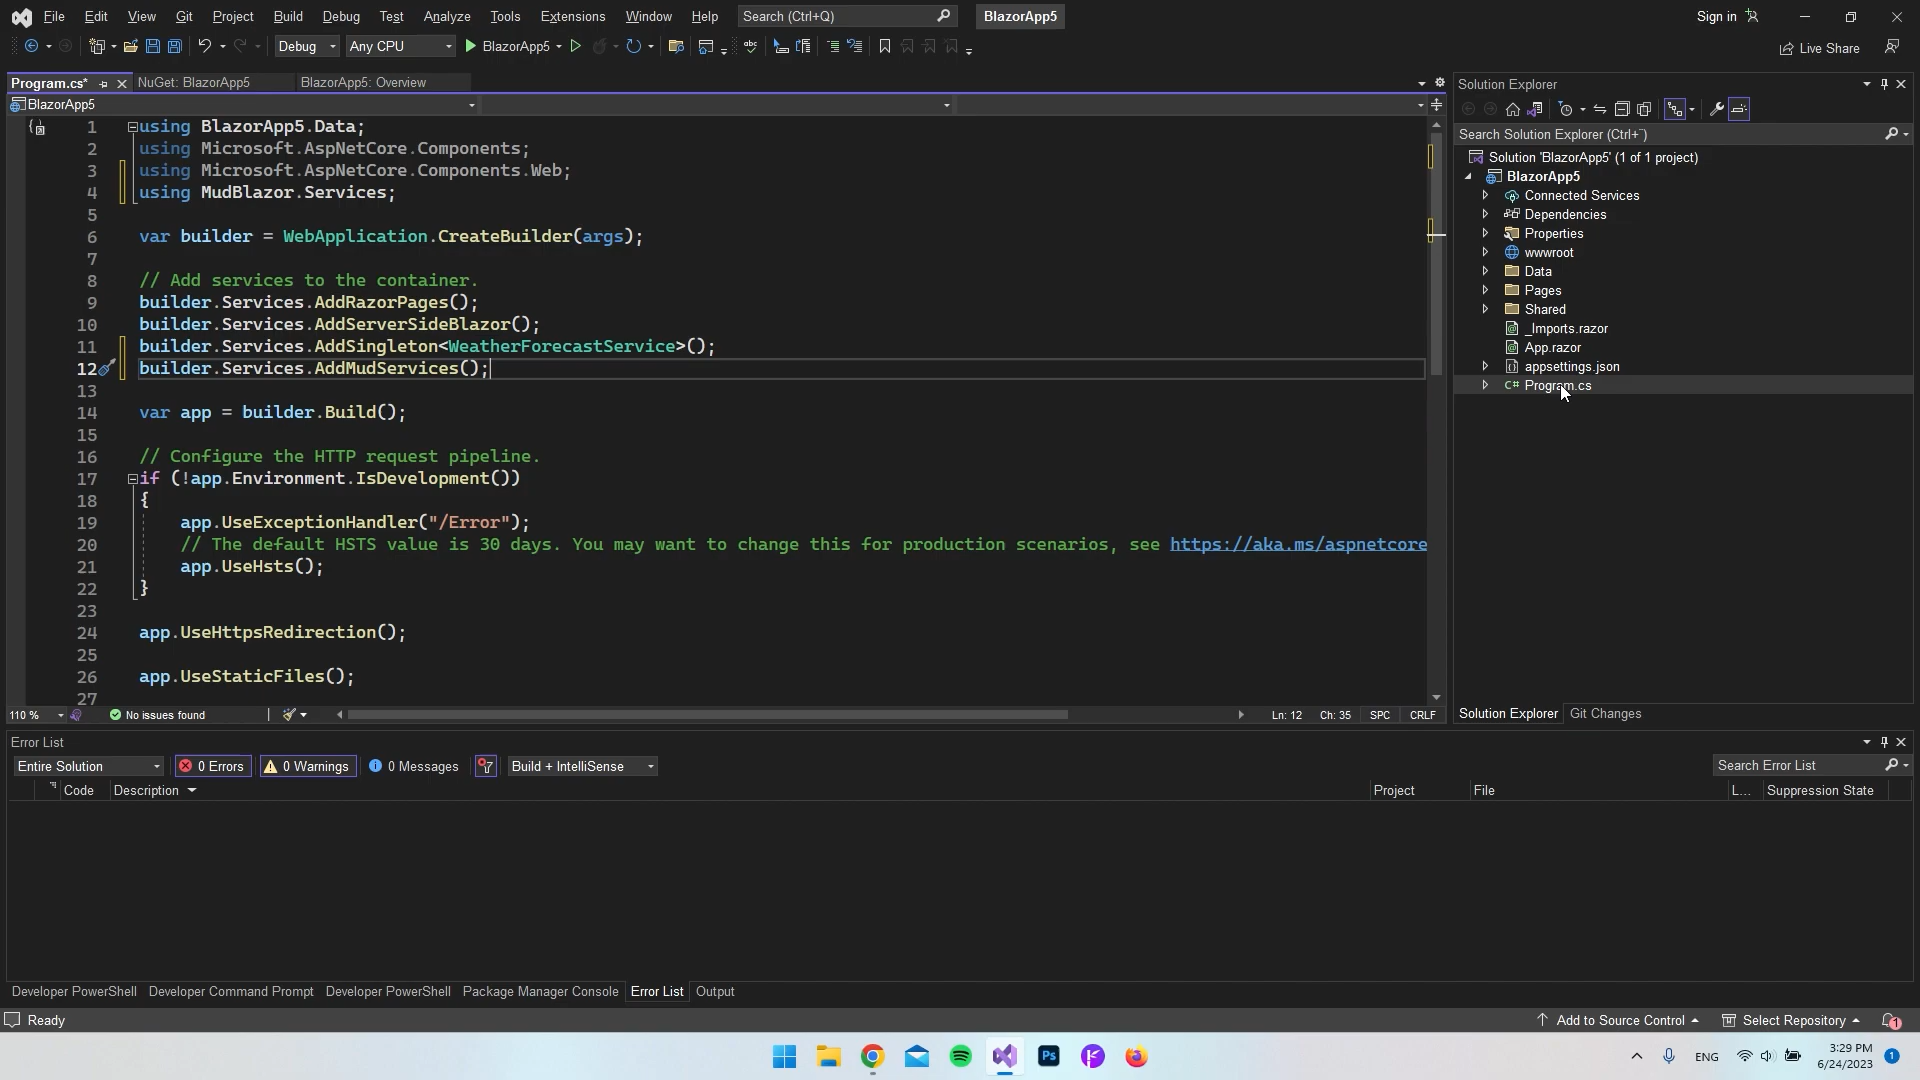 File Edit View Git Project Build Debug Test Analyze Tools Extensions Window Help Search (Ctrl+Q) BlazorApp5 Sign in
Debug Any CPU BlazorApp5 Live Share
Program.cs* NuGet: BlazorApp5 BlazorApp5: Overview
BlazorApp5
1 using BlazorApp5.Data;
2 using Microsoft.AspNetCore.Components;
3 using Microsoft.AspNetCore.Components.Web;
4 using MudBlazor.Services;
5
6 var builder = WebApplication.CreateBuilder(args);
7
8 // Add services to the container.
9 builder.Services.AddRazorPages();
10 builder.Services.AddServerSideBlazor();
11 builder.Services.AddSingleton<WeatherForecastService>();
12 builder.Services.AddMudServices();
13
14 var app = builder.Build();
15
16 // Configure the HTTP request pipeline.
17 if (!app.Environment.IsDevelopment())
18 {
19 app.UseExceptionHandler("/Error");
20 // The default HSTS value is 30 days. You may want to change this for production scenarios, see https://aka.ms/aspnetcore
21 app.UseHsts();
22 }
23
24 app.UseHttpsRedirection();
25
26 app.UseStaticFiles();
27
110 % No issues found Ln: 12 Ch: 35 SPC CRLF
Solution Explorer
Search Solution Explorer (Ctrl+¨)
Solution 'BlazorApp5' (1 of 1 project)
BlazorApp5
Connected Services
Dependencies
Properties
wwwroot
Data
Pages
Shared
_Imports.razor
App.razor
appsettings.json
C# Program.cs
Solution Explorer Git Changes
Error List
Entire Solution 0 Errors 0 Warnings 0 Messages Build + IntelliSense Search Error List
Code Description Project File L... Suppression State
Developer PowerShell Developer Command Prompt Developer PowerShell Package Manager Console Error List Output
Ready Add to Source Control Select Repository 1
Ps ENG 3:29 PM 1
6/24/2023